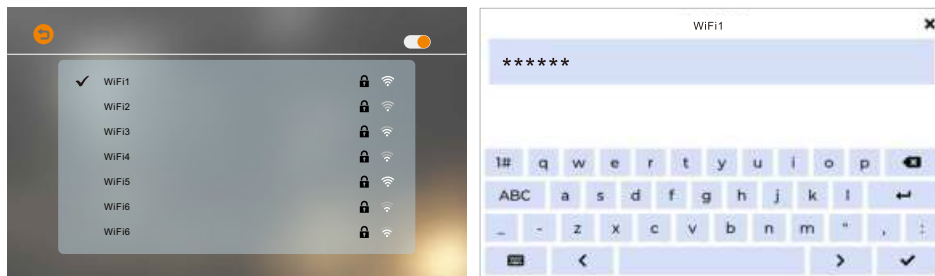 WiFi1
WiFi2
WiFi3
WiFi4
WiFi5
WiFi6
WiFi6
WiFi1
******
1# q w e r t y u i o p
ABC a s d f g h j k l
_ - z x c v b n m " , :